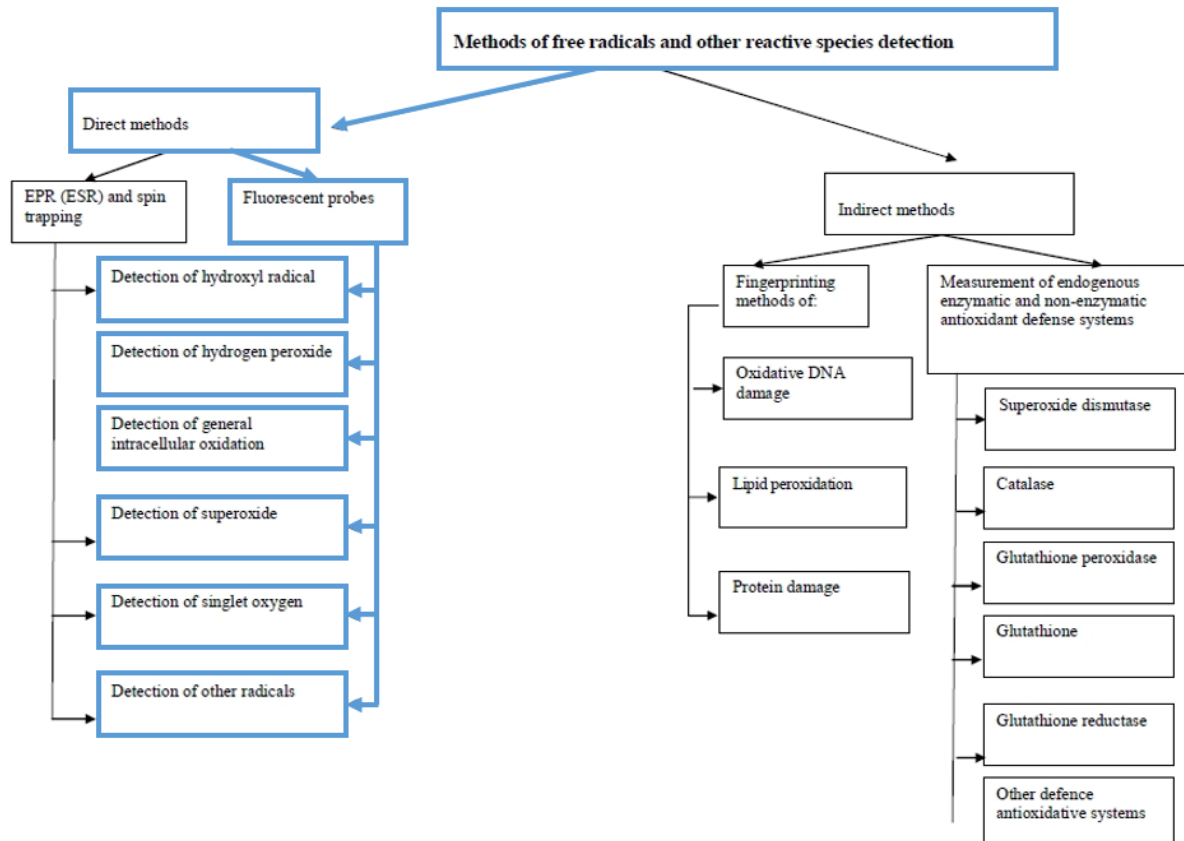 Methods of free radicals and other reactive species detection
Direct methods
EPR (ESR) and spin
trapping
Fluorescent probes
Detection of hydroxyl radical
Detection of hydrogen peroxide
Detection of general
intracellular oxidation
Detection of superoxide
Detection of singlet oxygen
Detection of other radicals
Indirect methods
Fingerprinting
methods of:
Oxidative DNA
damage
Lipid peroxidation
Protein damage
Measurement of endogenous
enzymatic and non-enzymatic
antioxidant defense systems
Superoxide dismutase
Catalase
Glutathione peroxidase
Glutathione
Glutathione reductase
Other defence
antioxidative systems